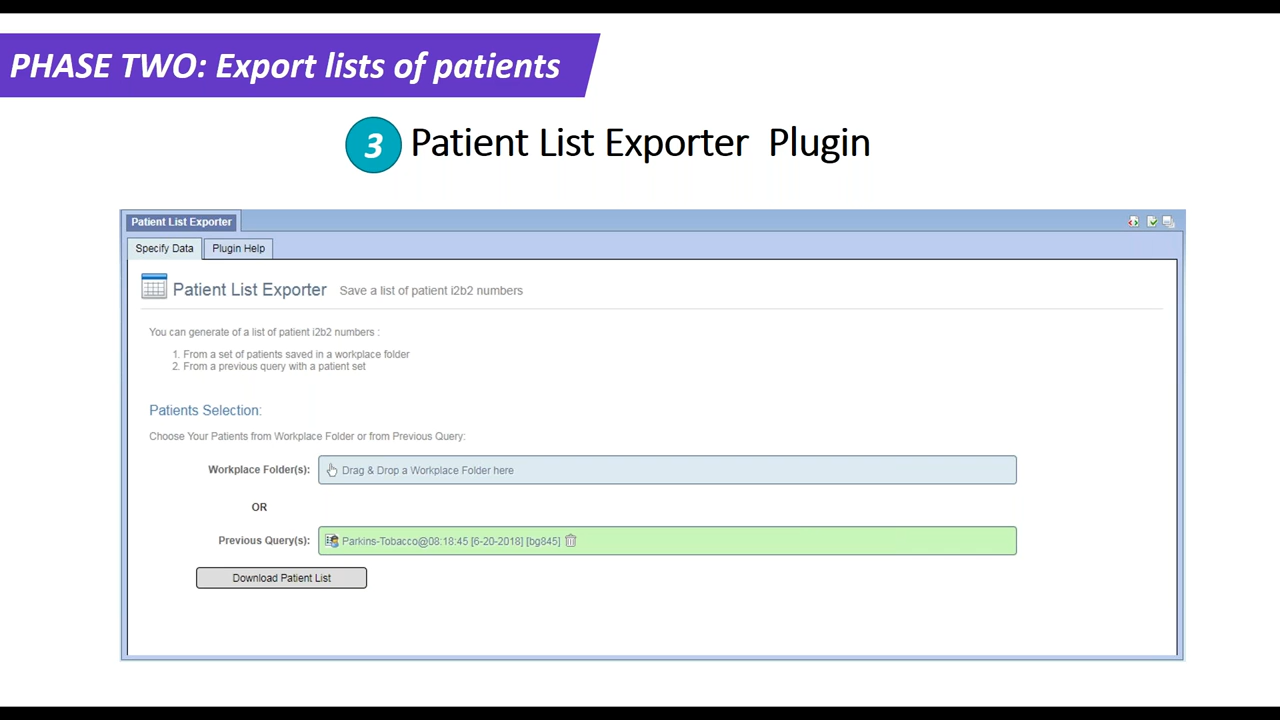 PHASE TWO: Export lists of patients
3 Patient List Exporter Plugin
Patient List Exporter
Specify Data Plugin Help
Patient List Exporter Save a list of patient i2b2 numbers
You can generate of a list of patient i2b2 numbers :
1. From a set of patients saved in a workplace folder
2. From a previous query with a patient set
Patients Selection:
Choose Your Patients from Workplace Folder or from Previous Query:
Workplace Folder(s): Drag & Drop a Workplace Folder here
OR
Previous Query(s): Parkins-Tobacco@08:18:45 [6-20-2018] [bg845]
Download Patient List